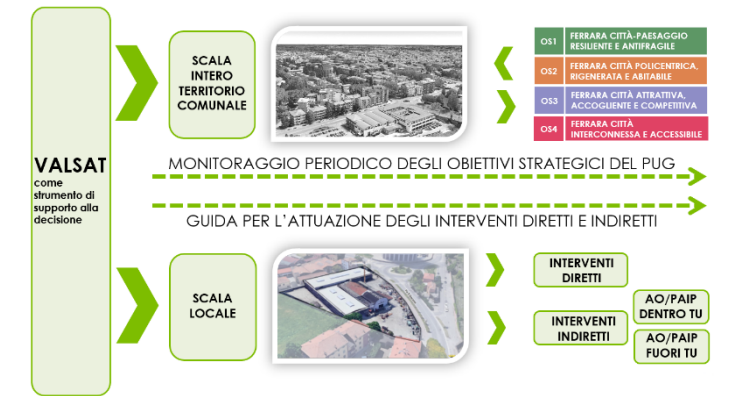 VALSAT
come
strumento di
supporto alla
decisione
SCALA
INTERO
TERRITORIO
COMUNALE
OS1 FERRARA CITTÀ-PAESAGGIO
RESILIENTE E ANTIFRAGILE
OS2 FERRARA CITTÀ POLICENTRICA,
RIGENERATA E ABITABILE
OS3 FERRARA CITTÀ ATTRATTIVA,
ACCOGLIENTE E COMPETITIVA
OS4 FERRARA CITTÀ
INTERCONNESSA E ACCESSIBILE
MONITORAGGIO PERIODICO DEGLI OBIETTIVI STRATEGICI DEL PUG
GUIDA PER L'ATTUAZIONE DEGLI INTERVENTI DIRETTI E INDIRETTI
SCALA
LOCALE
INTERVENTI
DIRETTI
INTERVENTI
INDIRETTI
AO/PAIP
DENTRO TU
AO/PAIP
FUORI TU